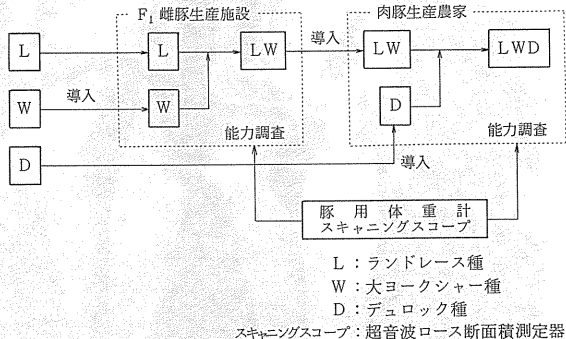 F₁ 雌豚生産施設
肉豚生産農家
L
L
LW
導入
LW
LWD
W
導入
W
D
能力調査
能力調査
D
導入
豚用体重計
スキャニングスコープ
L：ランドレース種
W：大ヨークシャー種
D：デュロック種
スキャニングスコープ：超音波ロース断面積測定器